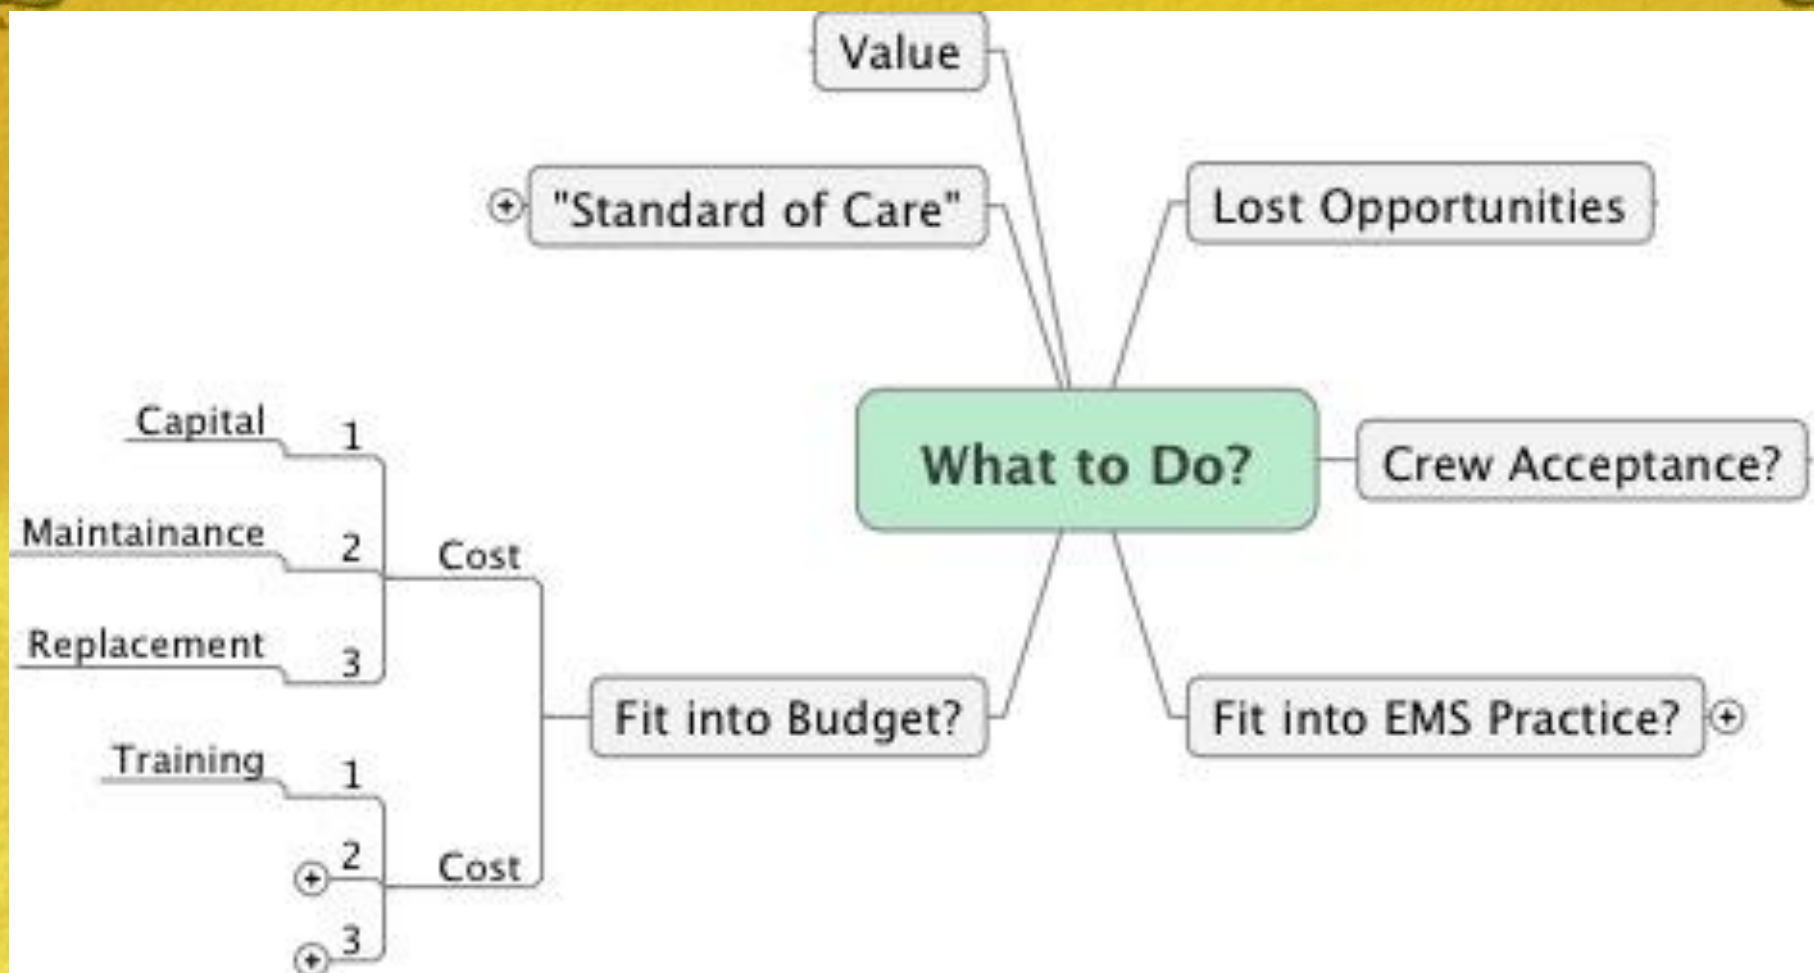 Value
"Standard of Care"
Lost Opportunities
What to Do?
Crew Acceptance?
Capital
1
Maintainance
2
Cost
Replacement
3
Fit into Budget?
Fit into EMS Practice?
Training
1
2
Cost
3